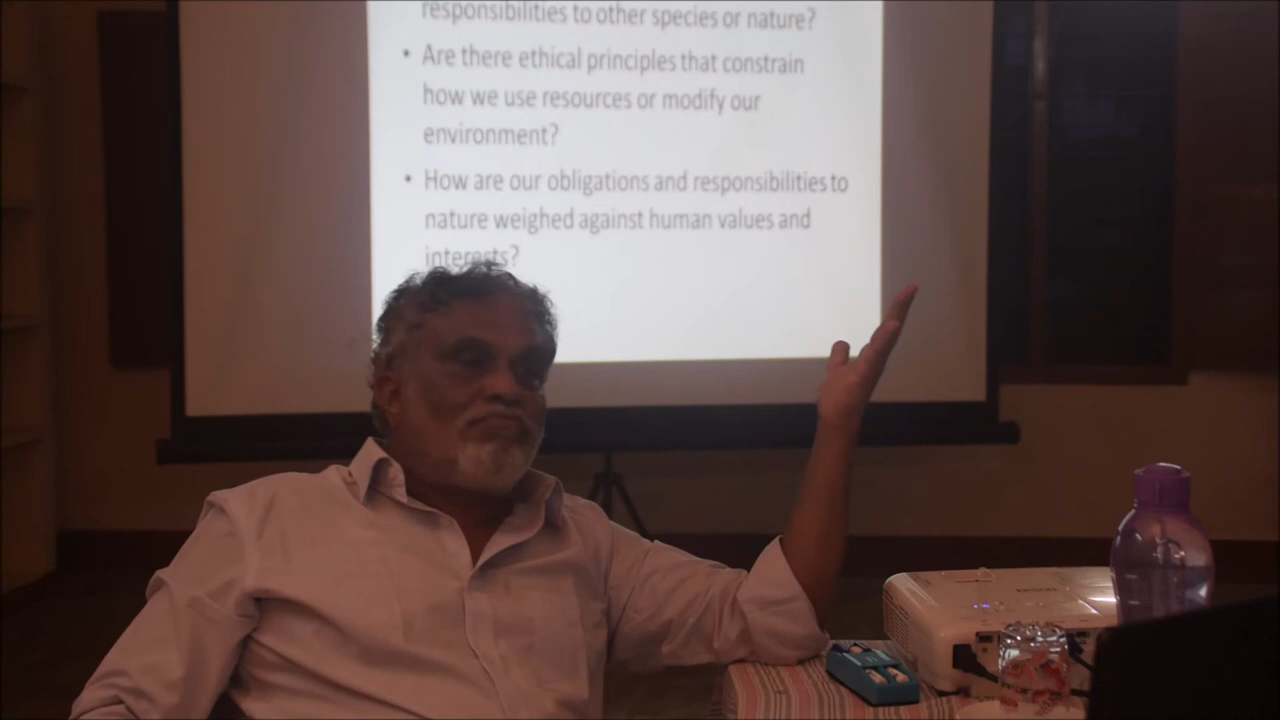 responsibilities to other species or nature?
• Are there ethical principles that constrain
how we use resources or modify our
environment?
• How are our obligations and responsibilities to
nature weighed against human values and
interests?
EPSON